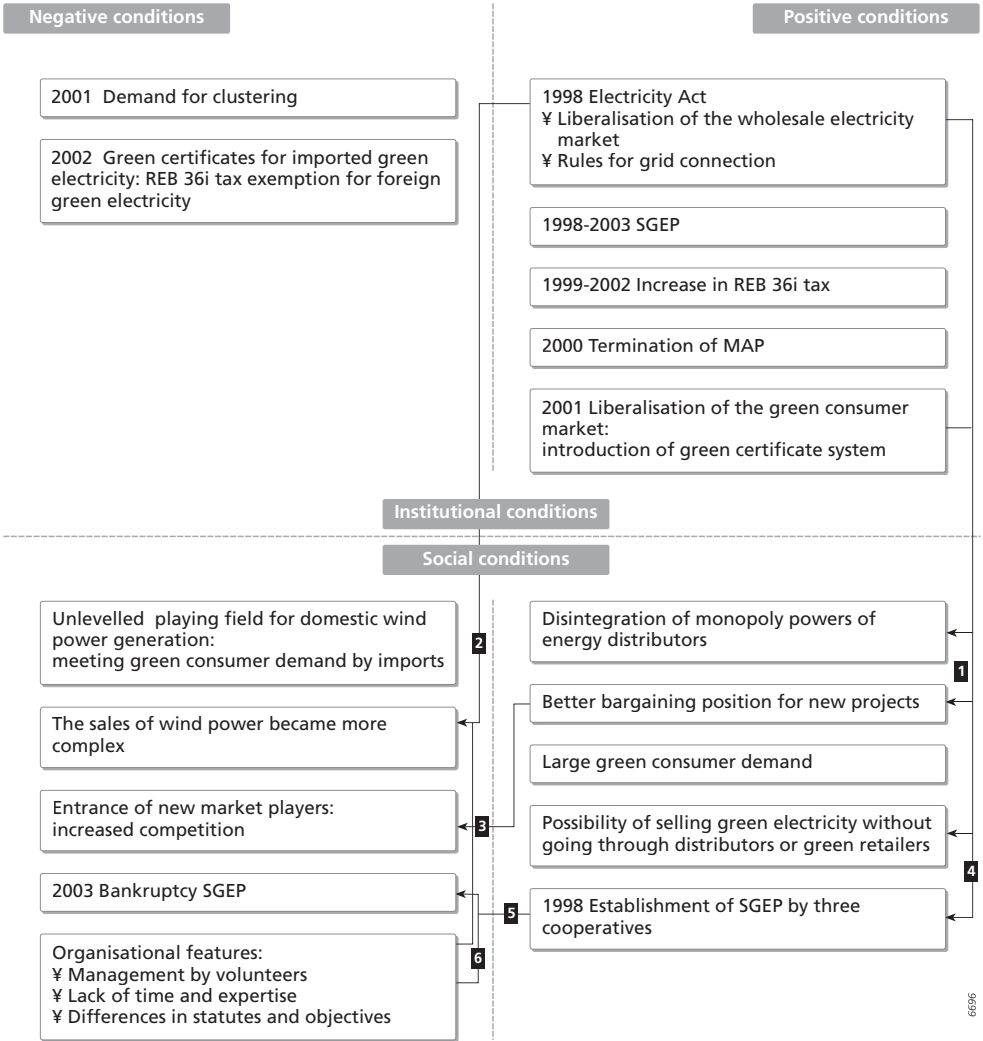 Negative conditions
Positive conditions
2001 Demand for clustering
2002 Green certificates for imported green
electricity: REB 36i tax exemption for foreign
green electricity
1998 Electricity Act
¥ Liberalisation of the wholesale electricity
market
¥ Rules for grid connection
1998-2003 SGEP
1999-2002 Increase in REB 36i tax
2000 Termination of MAP
2001 Liberalisation of the green consumer
market:
introduction of green certificate system
Institutional conditions
Social conditions
Unlevelled playing field for domestic wind
power generation:
meeting green consumer demand by imports
The sales of wind power became more
complex
Entrance of new market players:
increased competition
2003 Bankruptcy SGEP
Organisational features:
¥ Management by volunteers
¥ Lack of time and expertise
¥ Differences in statutes and objectives
2
3
5
6
Disintegration of monopoly powers of
energy distributors
Better bargaining position for new projects
Large green consumer demand
Possibility of selling green electricity without
going through distributors or green retailers
1998 Establishment of SGEP by three
cooperatives
1
4
6696